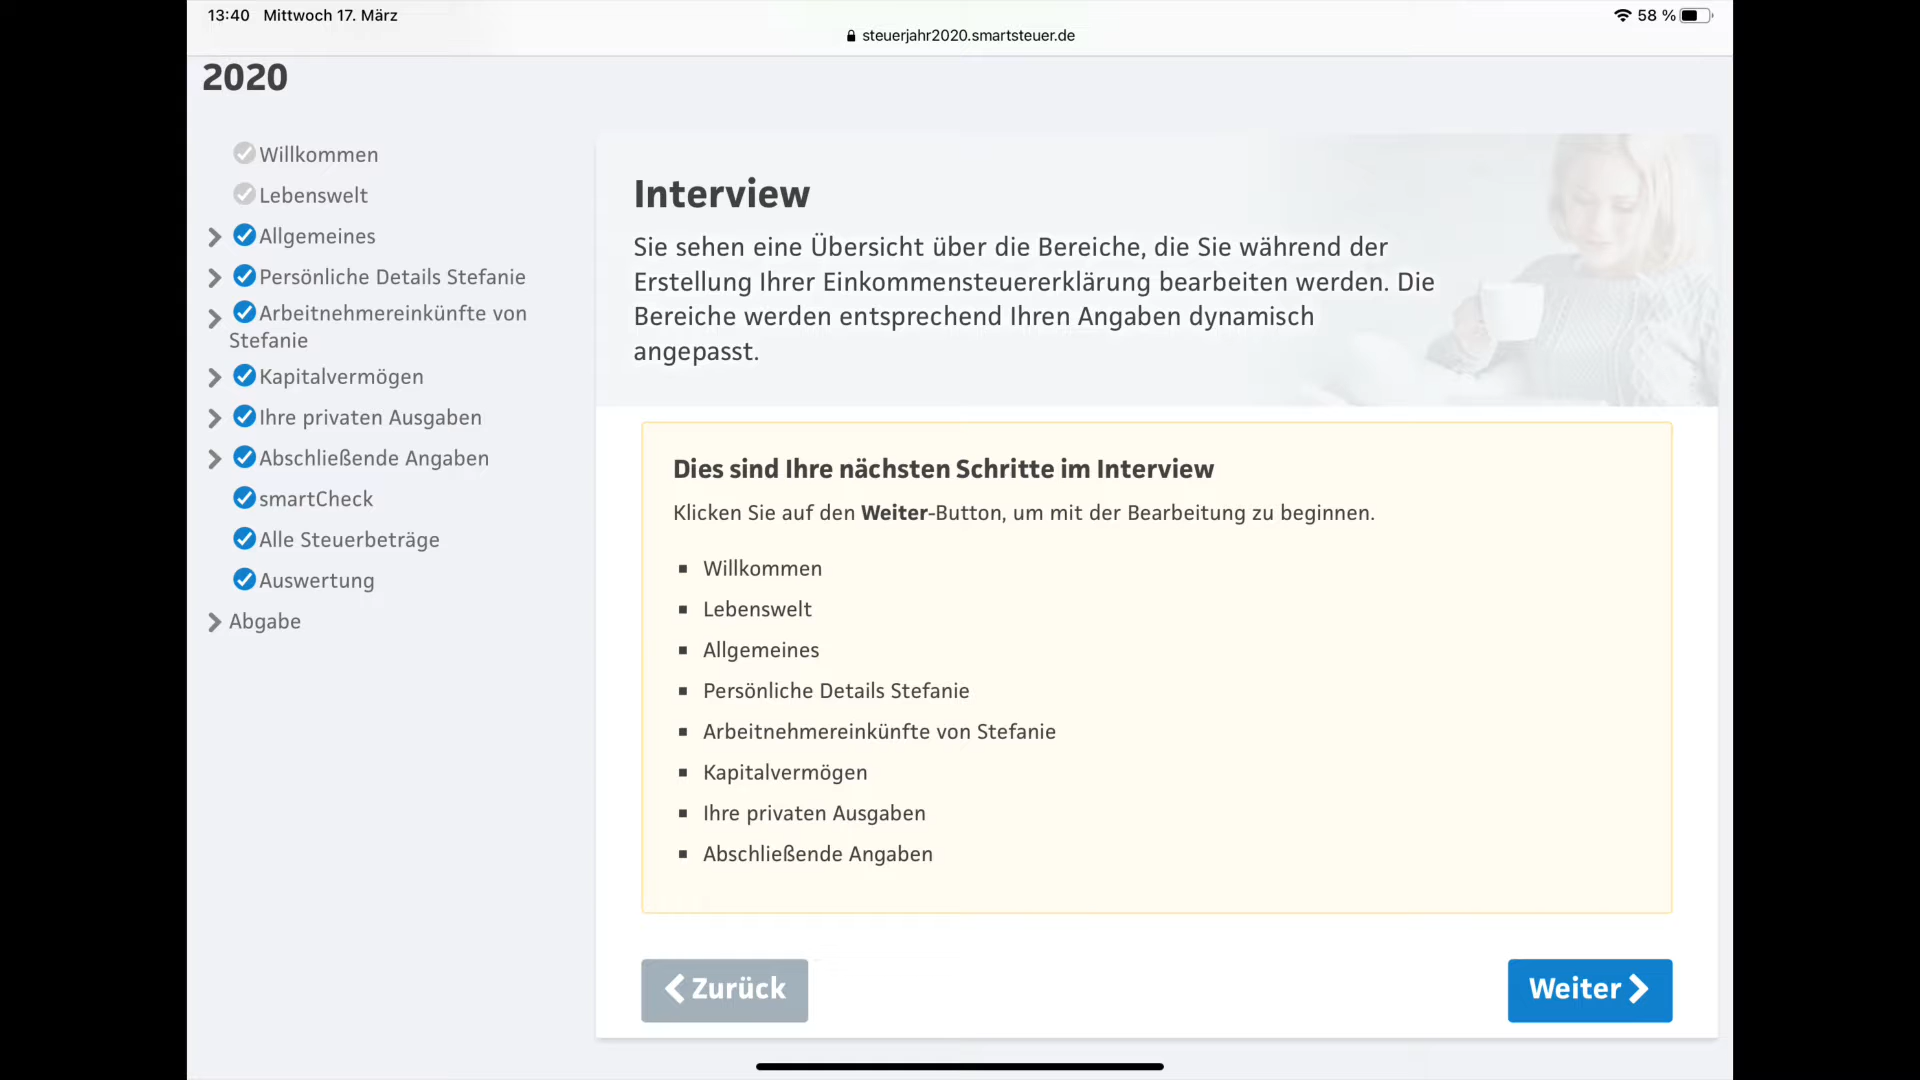 13:40 Mittwoch 17. März
58 %
steuerjahr2020.smartsteuer.de
2020
Willkommen
Lebenswelt
Allgemeines
Persönliche Details Stefanie
Arbeitnehmereinkünfte von
Stefanie
Kapitalvermögen
Ihre privaten Ausgaben
Abschließende Angaben
smartCheck
Alle Steuerbeträge
Auswertung
Abgabe
Interview
Sie sehen eine Übersicht über die Bereiche, die Sie während der
Erstellung Ihrer Einkommensteuererklärung bearbeiten werden. Die
Bereiche werden entsprechend Ihren Angaben dynamisch
angepasst.
Dies sind Ihre nächsten Schritte im Interview
Klicken Sie auf den Weiter-Button, um mit der Bearbeitung zu beginnen.
Willkommen
Lebenswelt
Allgemeines
Persönliche Details Stefanie
Arbeitnehmereinkünfte von Stefanie
Kapitalvermögen
Ihre privaten Ausgaben
Abschließende Angaben
Zurück
Weiter